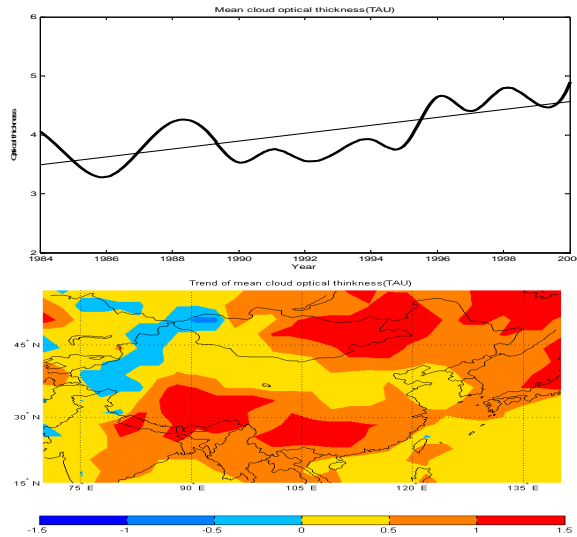 Mean cloud optical thickness(TAU)
6
5
4
3
2
Optical thickness
1984 1986 1988 1990 1992 1994 1996 1998 200
Year
Trend of mean cloud optical thinkness(TAU)
45° N
30° N
15° N
75° E 90° E 105° E 120° E 135° E
-1.5 -1 -0.5 0 0.5 1 1.5